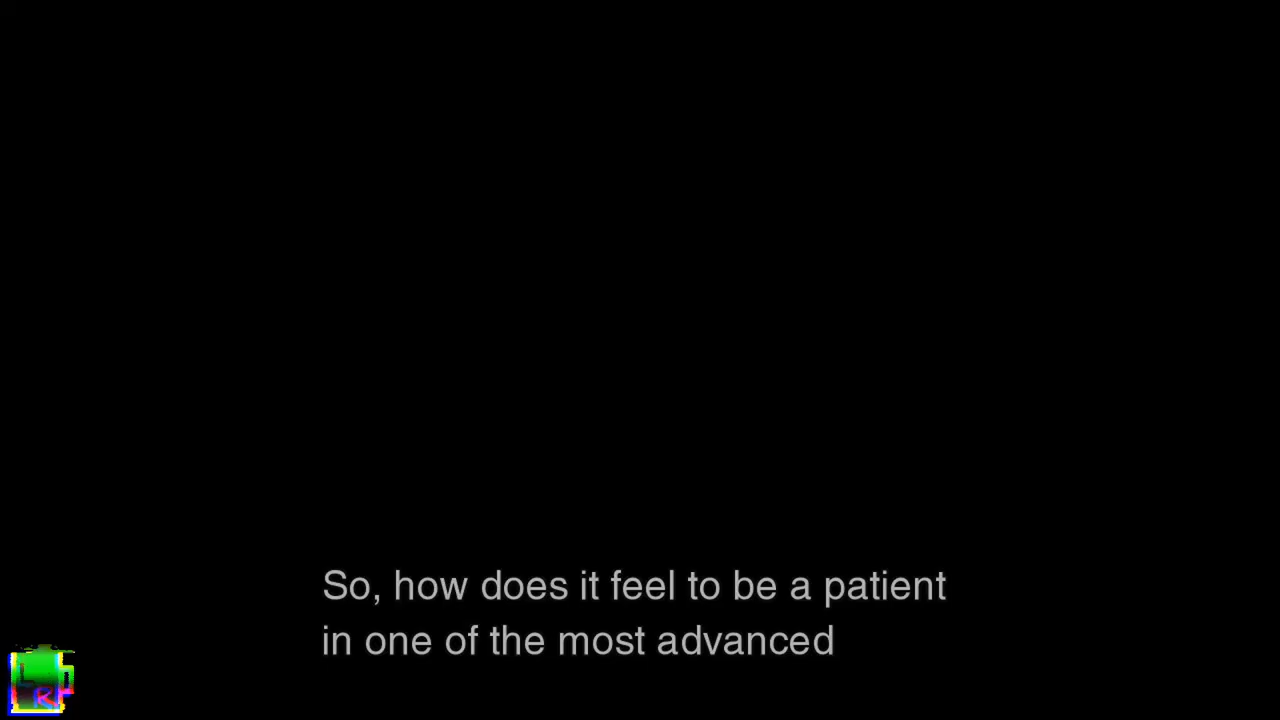 So, how does it feel to be a patient
in one of the most advanced